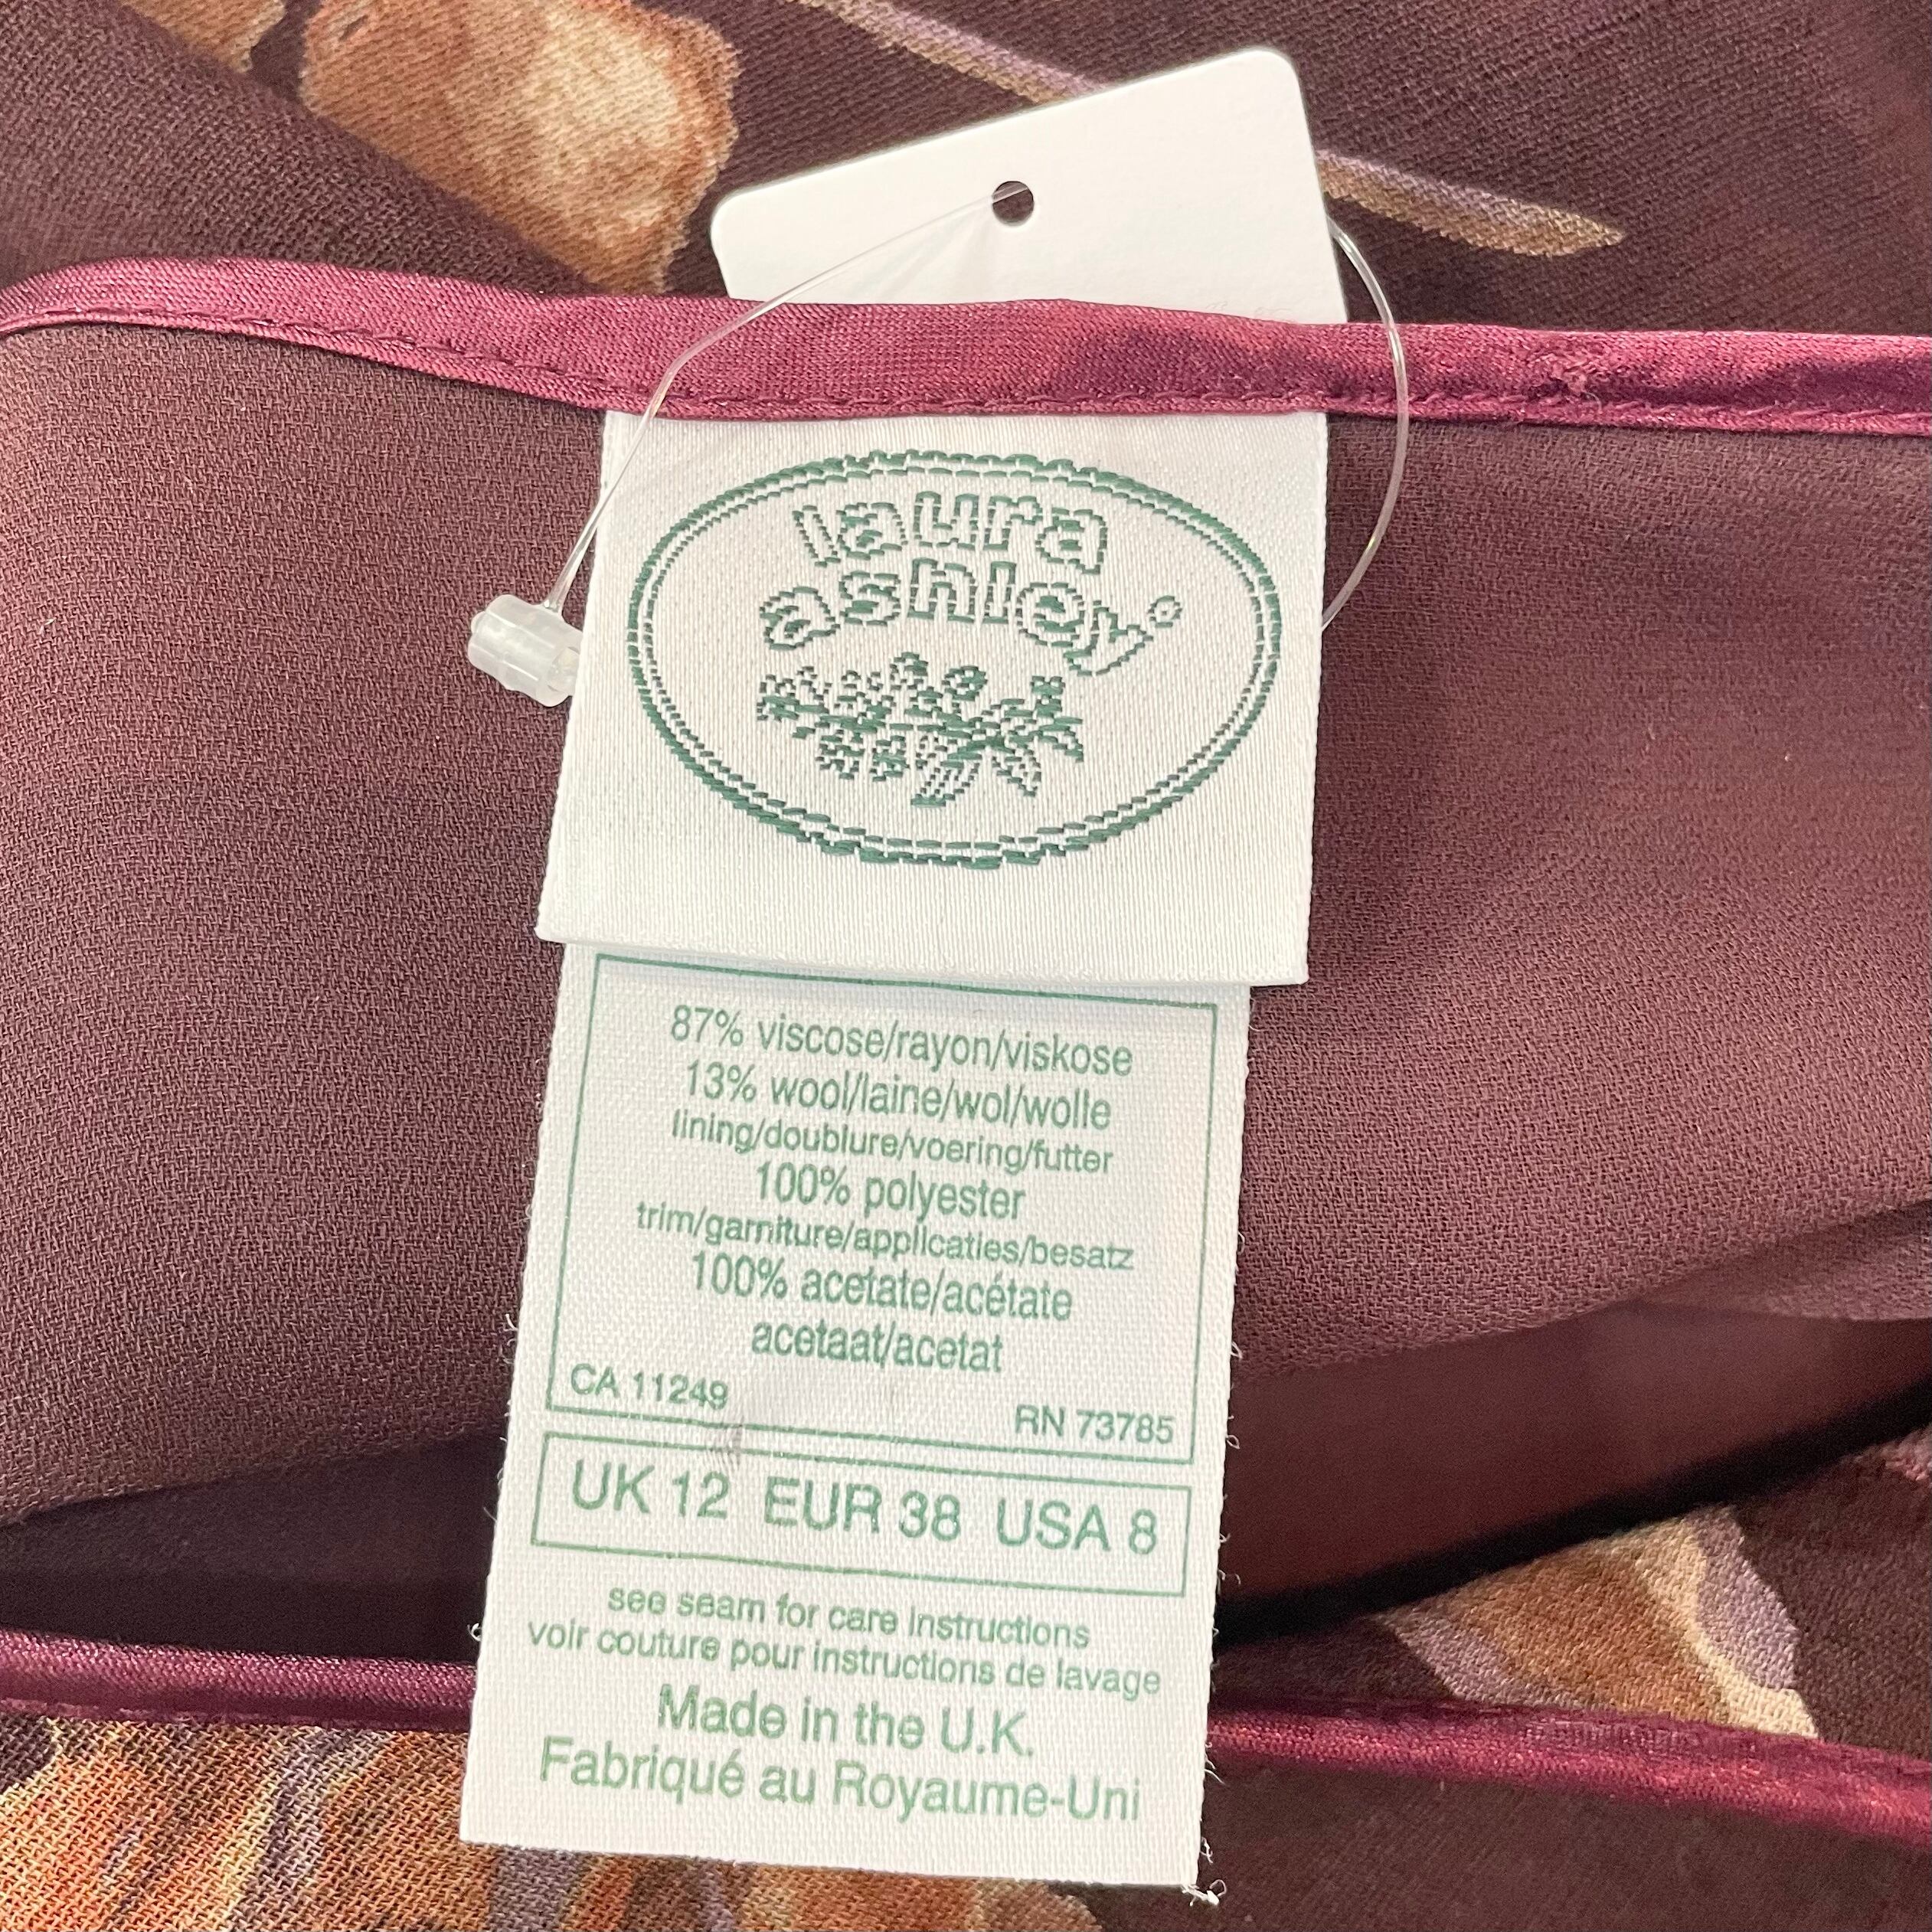 laura
ashley®
87% viscose/rayon/viskose
13% wool/laine/wol/wolle
lining/doublure/voering/futter
100% polyester
trim/garniture/applicaties/besatz
100% acetate/acétate
acetaat/acetat
CA 11249
RN 73785
UK 12 EUR 38 USA 8
see seam for care instructions
voir couture pour instructions de lavage
Made in the U.K.
Fabriqué au Royaume-Uni